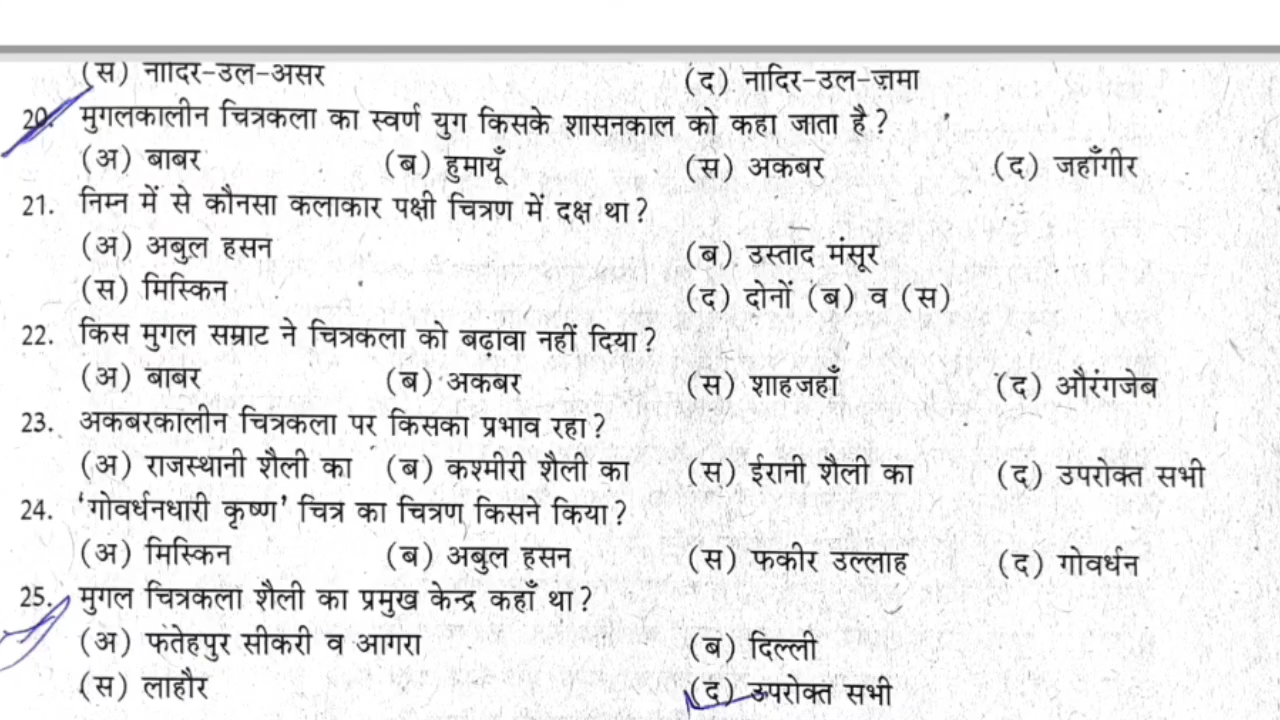 (स) नादिर-उल-असर (द) नादिर-उल-ज़मा
20. मुगलकालीन चित्रकला का स्वर्ण युग किसके शासनकाल को कहा जाता है?
(अ) बाबर (ब) हुमायूँ (स) अकबर (द) जहाँगीर
21. निम्न में से कौनसा कलाकार पक्षी चित्रण में दक्ष था?
(अ) अबुल हसन (ब) उस्ताद मंसूर
(स) मिस्किन (द) दोनों (ब) व (स)
22. किस मुगल सम्राट ने चित्रकला को बढ़ावा नहीं दिया?
(अ) बाबर (ब) अकबर (स) शाहजहाँ (द) औरंगजेब
23. अकबरकालीन चित्रकला पर किसका प्रभाव रहा?
(अ) राजस्थानी शैली का (ब) कश्मीरी शैली का (स) ईरानी शैली का (द) उपरोक्त सभी
24. 'गोवर्धनधारी कृष्ण' चित्र का चित्रण किसने किया?
(अ) मिस्किन (ब) अबुल हसन (स) फकीर उल्लाह (द) गोवर्धन
25. मुगल चित्रकला शैली का प्रमुख केन्द्र कहाँ था?
(अ) फतेहपुर सीकरी व आगरा (ब) दिल्ली
(स) लाहौर (द) उपरोक्त सभी